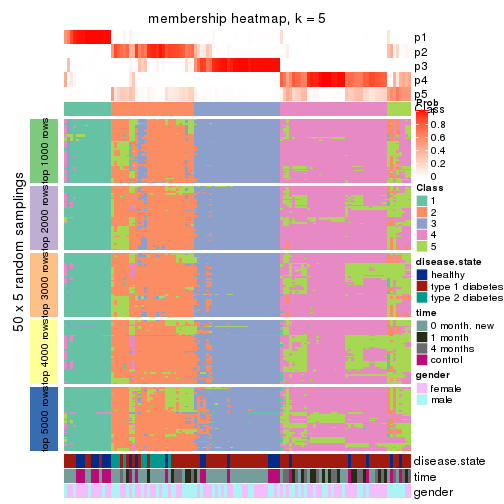 membership heatmap, k = 5
p1
p2
p3
p4
p5
50 x 5 random samplings
top 1000 rows
top 2000 rows
top 3000 rows
top 4000 rows
top 5000 rows
Class
Prob
1
0.8
0.6
0.4
0.2
0
Class
1
2
3
4
5
disease.state
healthy
type 1 diabetes
type 2 diabetes
time
0 month. new
1 month
4 months
control
gender
female
male
disease.state
time
gender